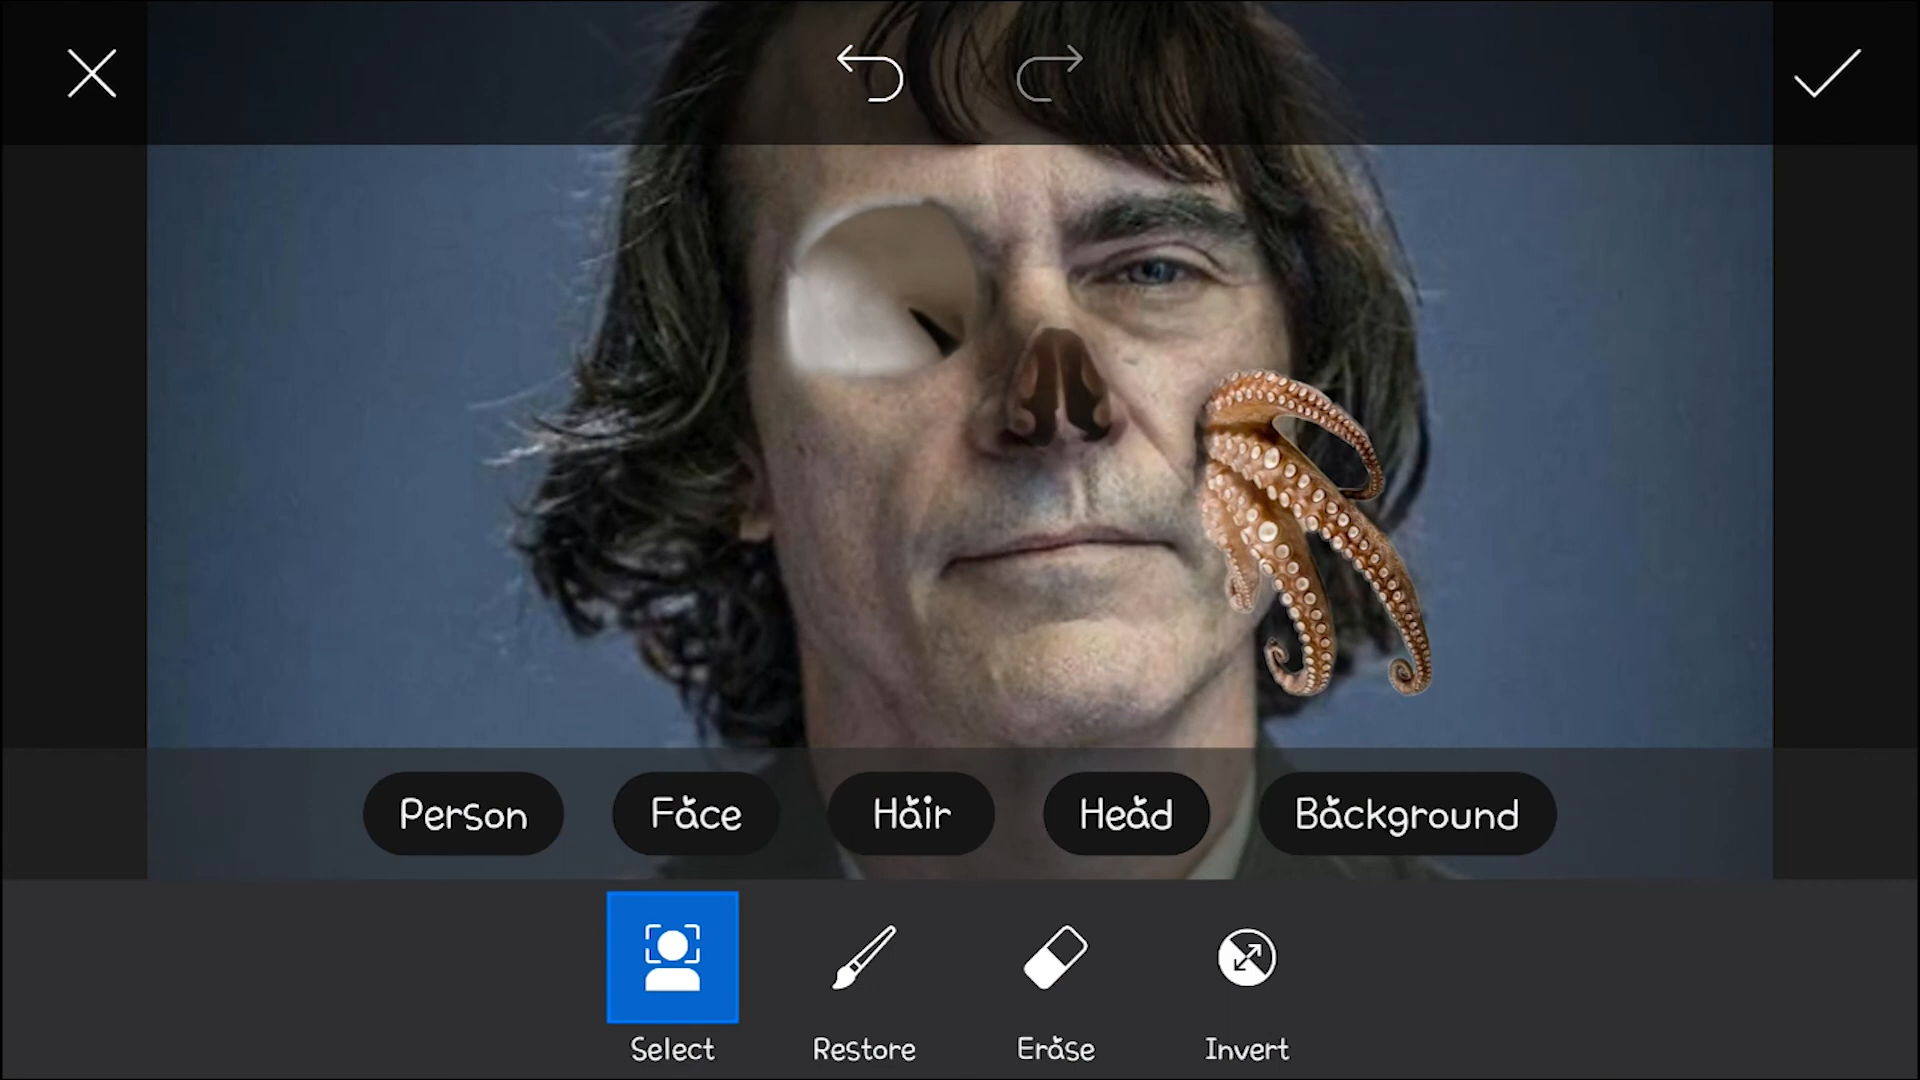 Person
Face
Hair
Head
Background
Select
Restore
Erase
Invert